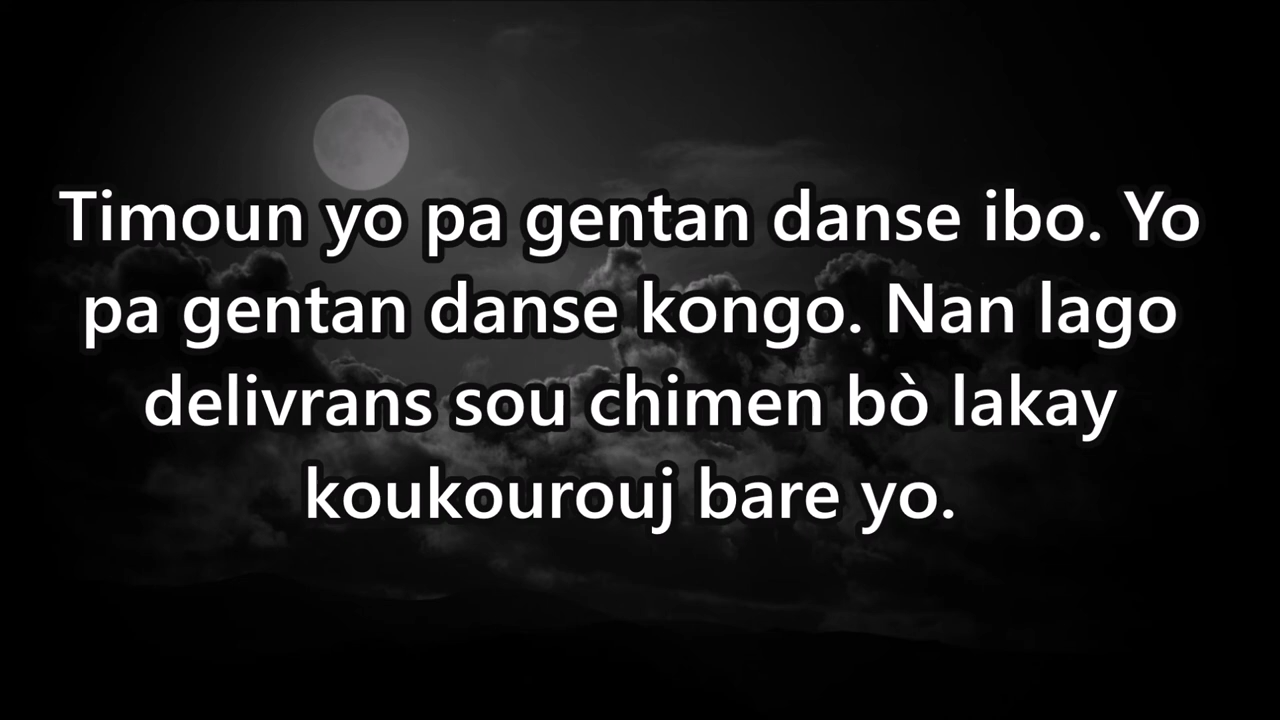 Timoun yo pa gentan danse ibo. Yo
pa gentan danse kongo. Nan lago
delivrans sou chimen bò lakay
koukourouj bare yo.